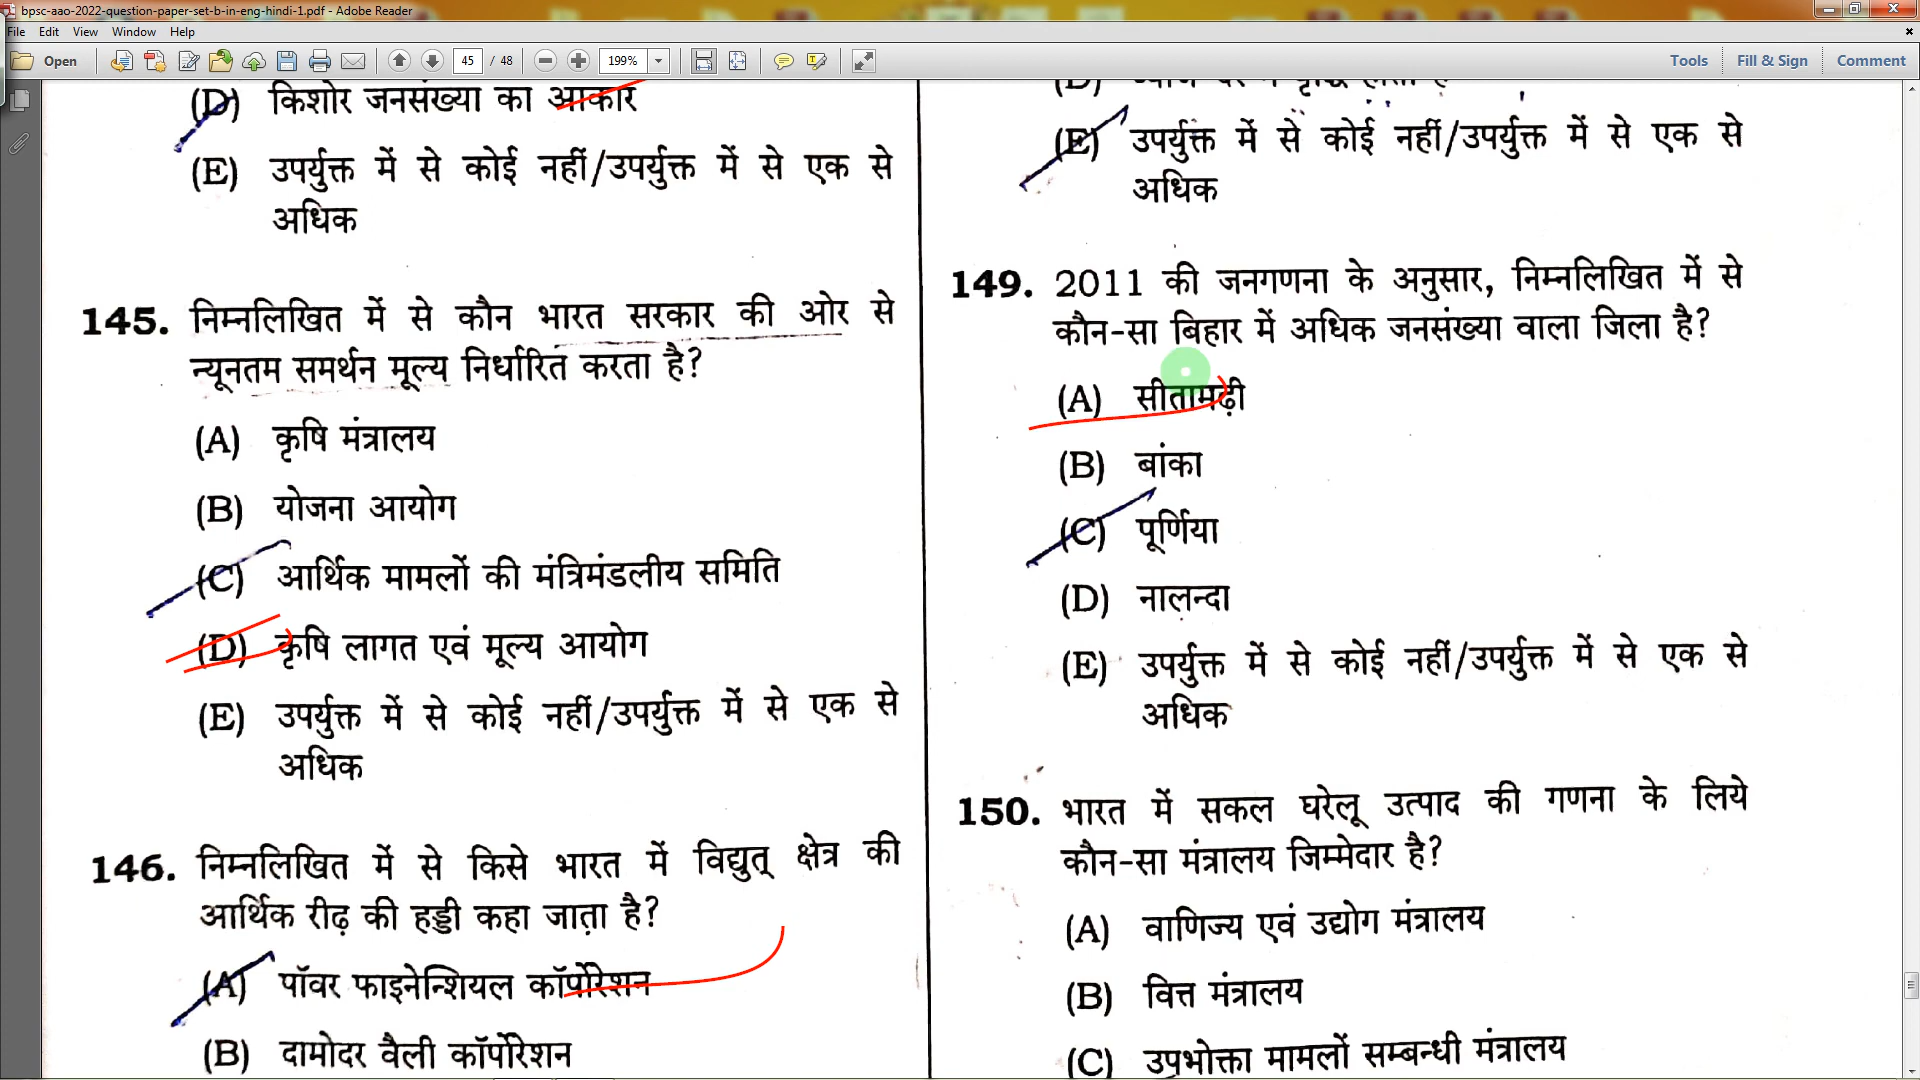 bpsc-aao-2022-question-paper-set-b-in-eng-hindi-1.pdf - Adobe Reader
File Edit View Window Help
Open 45 / 48 199% Tools Fill & Sign Comment
(D) किशोर जनसंख्या का आकार
(E) उपर्युक्त में से कोई नहीं/उपर्युक्त में से एक से
अधिक
145. निम्नलिखित में से कौन भारत सरकार की ओर से
न्यूनतम समर्थन मूल्य निर्धारित करता है?
(A) कृषि मंत्रालय
(B) योजना आयोग
(C) आर्थिक मामलों की मंत्रिमंडलीय समिति
(D) कृषि लागत एवं मूल्य आयोग
(E) उपर्युक्त में से कोई नहीं/उपर्युक्त में से एक से
अधिक
146. निम्नलिखित में से किसे भारत में विद्युत् क्षेत्र की
आर्थिक रीढ़ की हड्डी कहा जाता है?
(A) पॉवर फाइनेन्शियल कॉर्पोरेशन
(B) दामोदर वैली कॉर्पोरेशन
(E) उपर्युक्त में से कोई नहीं/उपर्युक्त में से एक से
अधिक
149. 2011 की जनगणना के अनुसार, निम्नलिखित में से
कौन-सा बिहार में अधिक जनसंख्या वाला जिला है?
(A) सीतामढ़ी
(B) बांका
(C) पूर्णिया
(D) नालन्दा
(E) उपर्युक्त में से कोई नहीं/उपर्युक्त में से एक से
अधिक
150. भारत में सकल घरेलू उत्पाद की गणना के लिये
कौन-सा मंत्रालय जिम्मेदार है?
(A) वाणिज्य एवं उद्योग मंत्रालय
(B) वित्त मंत्रालय
(C) उपभोक्ता मामलों सम्बन्धी मंत्रालय